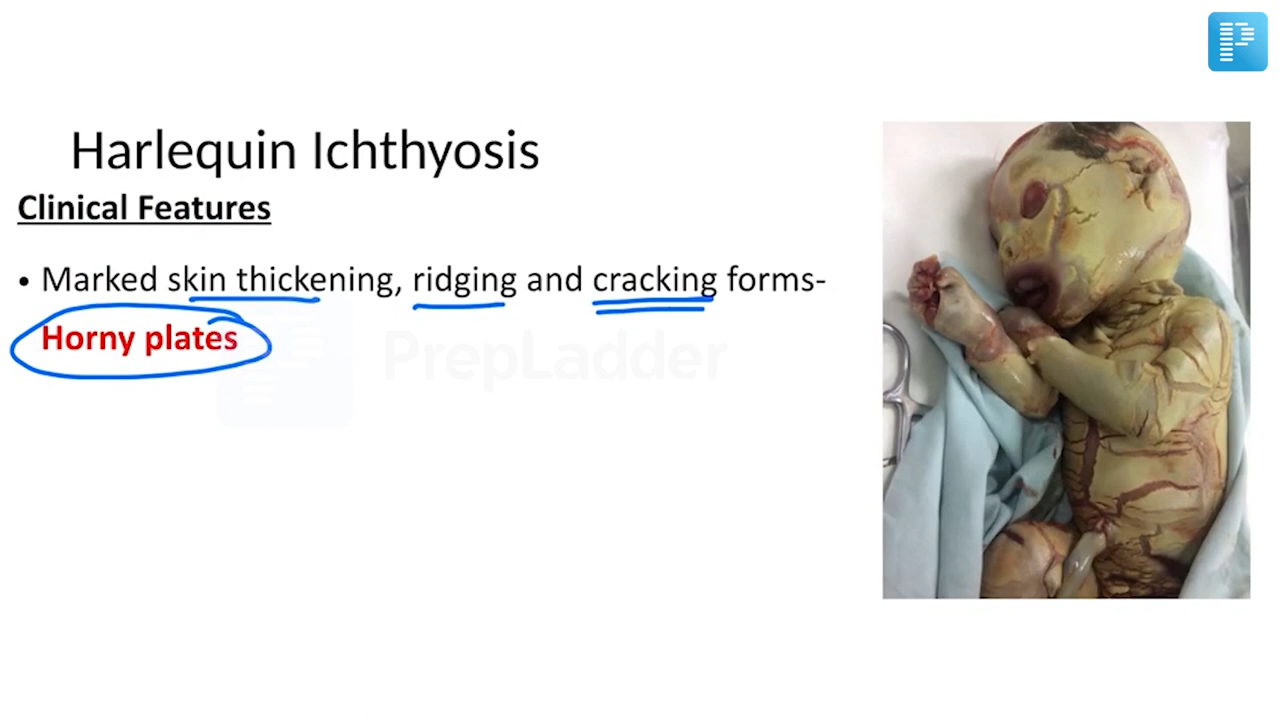 Harlequin Ichthyosis
Clinical Features
• Marked skin thickening, ridging and cracking forms-
Horny plates
PrepLadder